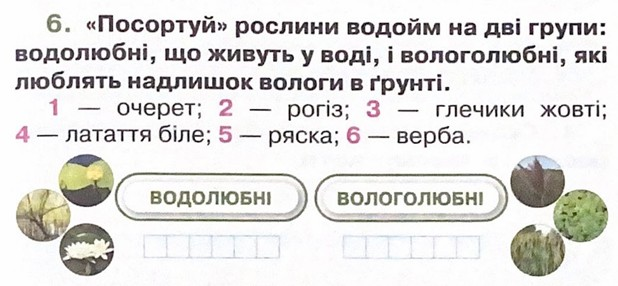 6. «Посортуй» рослини водойм на дві групи:
водолюбні, що живуть у воді, і вологолюбні, які
люблять надлишок вологи в ґрунті.
1 — очерет; 2 — рогіз; 3 — глечики жовті;
4 — латаття біле; 5 — ряска; 6 — верба.
ВОДОЛЮБНІ ВОЛОГОЛЮБНІ